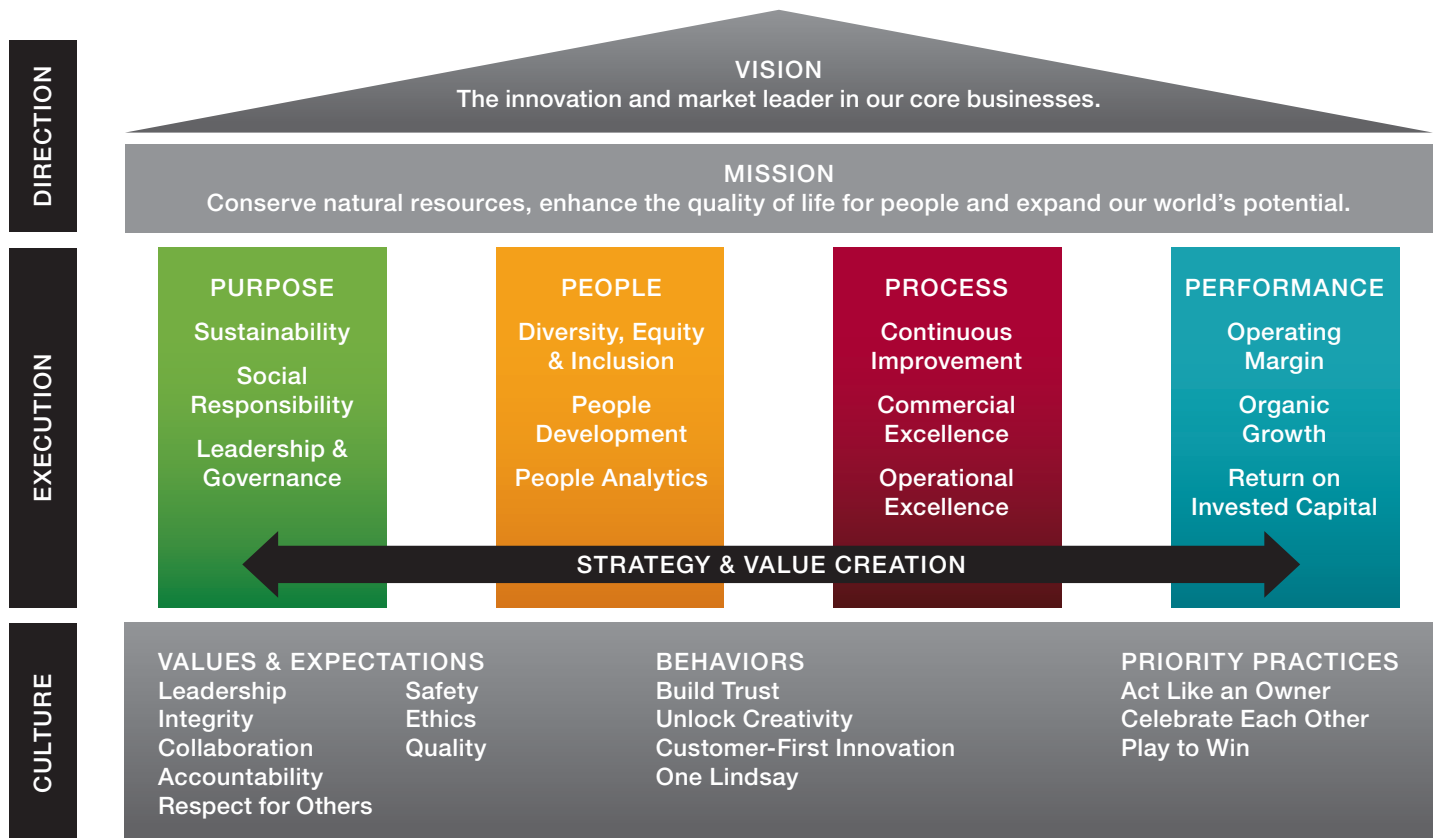 DIRECTION
VISION
The innovation and market leader in our core businesses.
MISSION
Conserve natural resources, enhance the quality of life for people and expand our world's potential.
EXECUTION
PURPOSE
Sustainability
Social
Responsibility
Leadership &
Governance
PEOPLE
Diversity, Equity
& Inclusion
People
Development
People Analytics
PROCESS
Continuous
Improvement
Commercial
Excellence
Operational
Excellence
PERFORMANCE
Operating
Margin
Organic
Growth
Return on
Invested Capital
STRATEGY & VALUE CREATION
CULTURE
VALUES & EXPECTATIONS
Leadership
Integrity
Collaboration
Accountability
Respect for Others
Safety
Ethics
Quality
BEHAVIORS
Build Trust
Unlock Creativity
Customer-First Innovation
One Lindsay
PRIORITY PRACTICES
Act Like an Owner
Celebrate Each Other
Play to Win